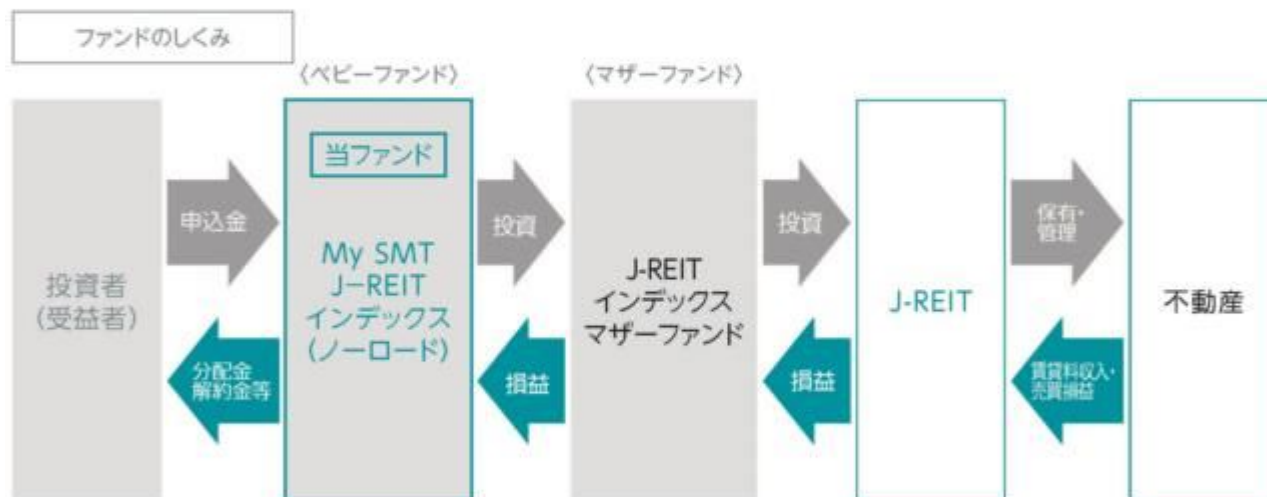 ファンドのしくみ
〈ベビーファンド〉
〈マザーファンド〉
投資者
(受益者)
申込金
分配金
解約金等
当ファンド
My SMT
J-REIT
インデックス
(ノーロード)
投資
損益
J-REIT
インデックス
マザーファンド
投資
損益
J-REIT
保有・
管理
賃貸料収入・
売買損益
不動産